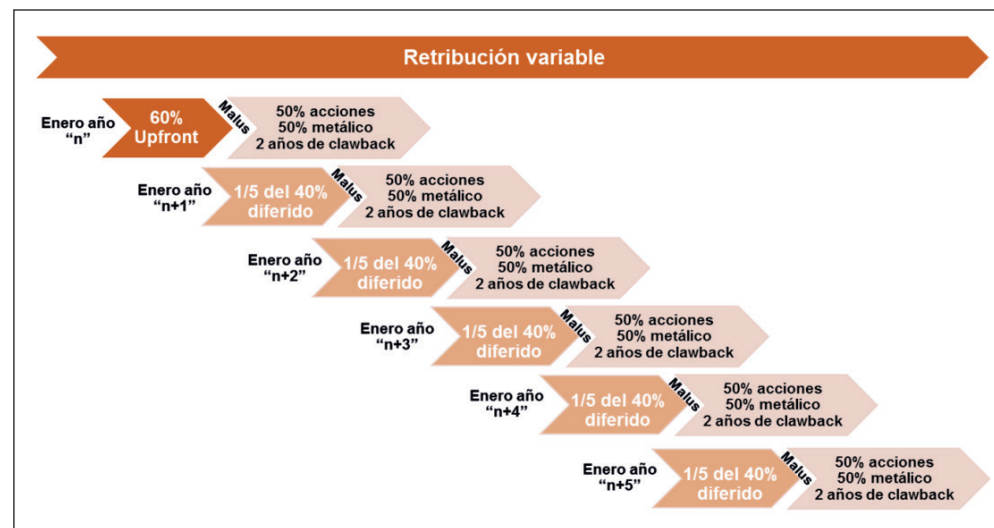 Retribución variable
Enero año
“n”
60%
Upfront
Malus
50% acciones
50% metálico
2 años de clawback
Enero año
“n+1”
1/5 del 40%
diferido
Malus
50% acciones
50% metálico
2 años de clawback
Enero año
“n+2”
1/5 del 40%
diferido
Malus
50% acciones
50% metálico
2 años de clawback
Enero año
“n+3”
1/5 del 40%
diferido
Malus
50% acciones
50% metálico
2 años de clawback
Enero año
“n+4”
1/5 del 40%
diferido
Malus
50% acciones
50% metálico
2 años de clawback
Enero año
“n+5”
1/5 del 40%
diferido
Malus
50% acciones
50% metálico
2 años de clawback